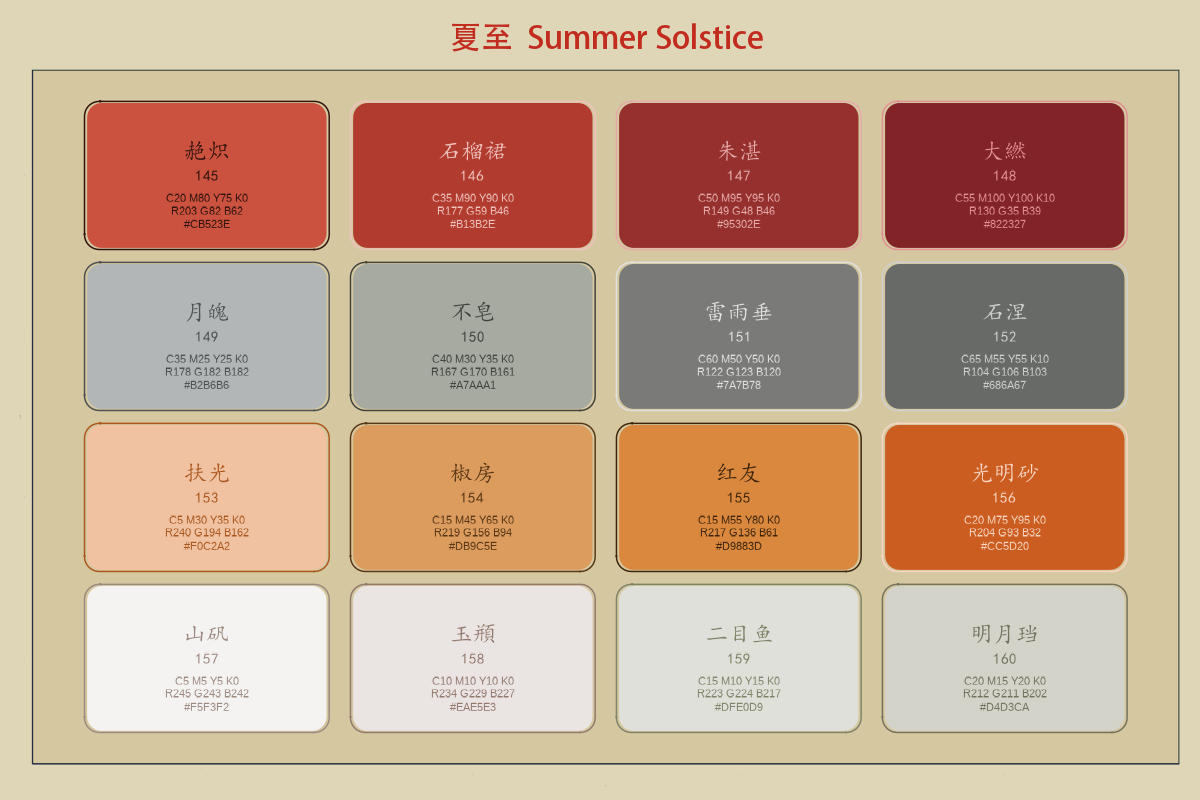 夏至 Summer Solstice
赩炽
145
C20 M80 Y75 K0
R203 G82 B62
#CB523E
石榴裙
146
C35 M90 Y90 K0
R177 G59 B46
#B13B2E
朱湛
147
C50 M95 Y95 K0
R149 G48 B46
#95302E
大繎
148
C55 M100 Y100 K10
R130 G35 B39
#822327
月魄
149
C35 M25 Y25 K0
R178 G182 B182
#B2B6B6
不皂
150
C40 M30 Y35 K0
R167 G170 B161
#A7AAA1
雷雨垂
151
C60 M50 Y50 K0
R122 G123 B120
#7A7B78
石涅
152
C65 M55 Y55 K10
R104 G106 B103
#686A67
扶光
153
C5 M30 Y35 K0
R240 G194 B162
#F0C2A2
椒房
154
C15 M45 Y65 K0
R219 G156 B94
#DB9C5E
红友
155
C15 M55 Y80 K0
R217 G136 B61
#D9883D
光明砂
156
C20 M75 Y95 K0
R204 G93 B32
#CC5D20
山矾
157
C5 M5 Y5 K0
R245 G243 B242
#F5F3F2
玉頩
158
C10 M10 Y10 K0
R234 G229 B227
#EAE5E3
二目鱼
159
C15 M10 Y15 K0
R223 G224 B217
#DFE0D9
明月珰
160
C20 M15 Y20 K0
R212 G211 B202
#D4D3CA